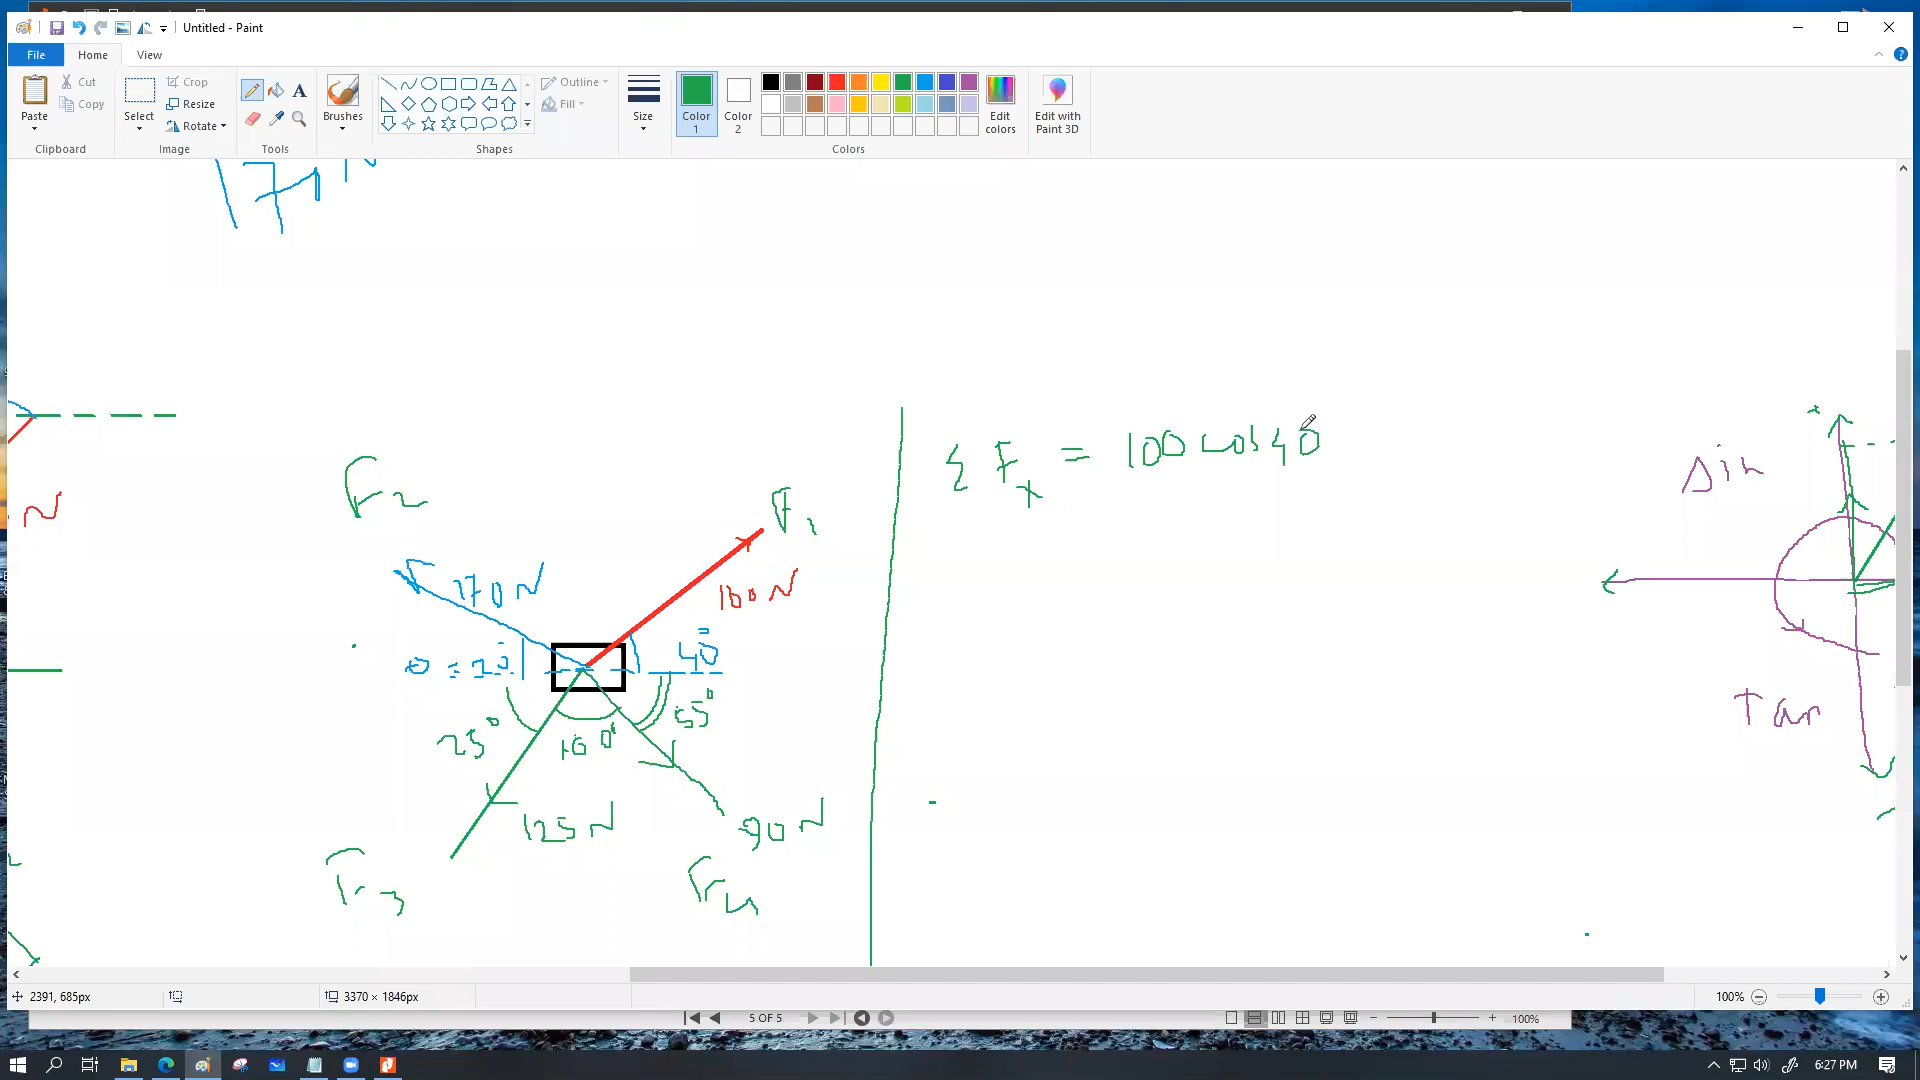 Untitled - Paint
File
Home
View
Paste
Cut
Copy
Clipboard
Select
Crop
Resize
Rotate
Image
Tools
Brushes
Shapes
Outline
Fill
Size
Color 1
Color 2
Edit colors
Colors
Edit with Paint 3D
N
F2
F1
170 N
100 N
θ = 20
40°
25°
100°
55°
125 N
90 N
F3
F4
Σ Fx = 100 cos 40
Sin
Tan
2391, 685px
3370 × 1846px
100%
5 OF 5
100%
6:27 PM